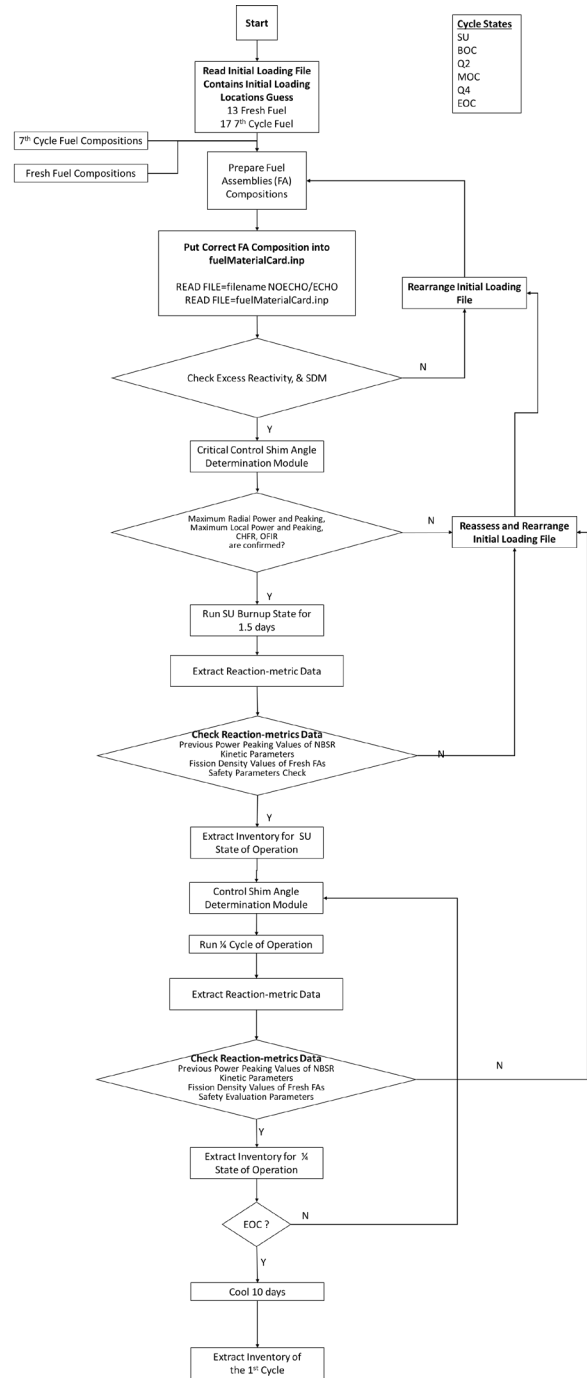 Start
Cycle States
SU
BOC
Q2
MOC
Q4
EOC
Read Initial Loading File
Contains Initial Loading
Locations Guess
13 Fresh Fuel
17 7th Cycle Fuel
7th Cycle Fuel Compositions
Fresh Fuel Compositions
Prepare Fuel
Assemblies (FA)
Compositions
Put Correct FA Composition into
fuelMaterialCard.inp
READ FILE=filename NOECHO/ECHO
READ FILE=fuelMaterialCard.inp
Rearrange Initial Loading
File
Check Excess Reactivity, & SDM
N
Y
Critical Control Shim Angle
Determination Module
Maximum Radial Power and Peaking,
Maximum Local Power and Peaking,
CHFR, OFIR
are confirmed?
N
Reassess and Rearrange
Initial Loading File
Y
Run SU Burnup State for
1.5 days
Extract Reaction-metric Data
Check Reaction-metrics Data
Previous Power Peaking Values of NBSR
Kinetic Parameters
Fission Density Values of Fresh FAs
Safety Parameters Check
N
Y
Extract Inventory for SU
State of Operation
Control Shim Angle
Determination Module
Run ¼ Cycle of Operation
Extract Reaction-metric Data
Check Reaction-metrics Data
Previous Power Peaking Values of NBSR
Kinetic Parameters
Fission Density Values of Fresh FAs
Safety Evaluation Parameters
N
Y
Extract Inventory for ¼
State of Operation
EOC ?
N
Y
Cool 10 days
Extract Inventory of
the 1st Cycle